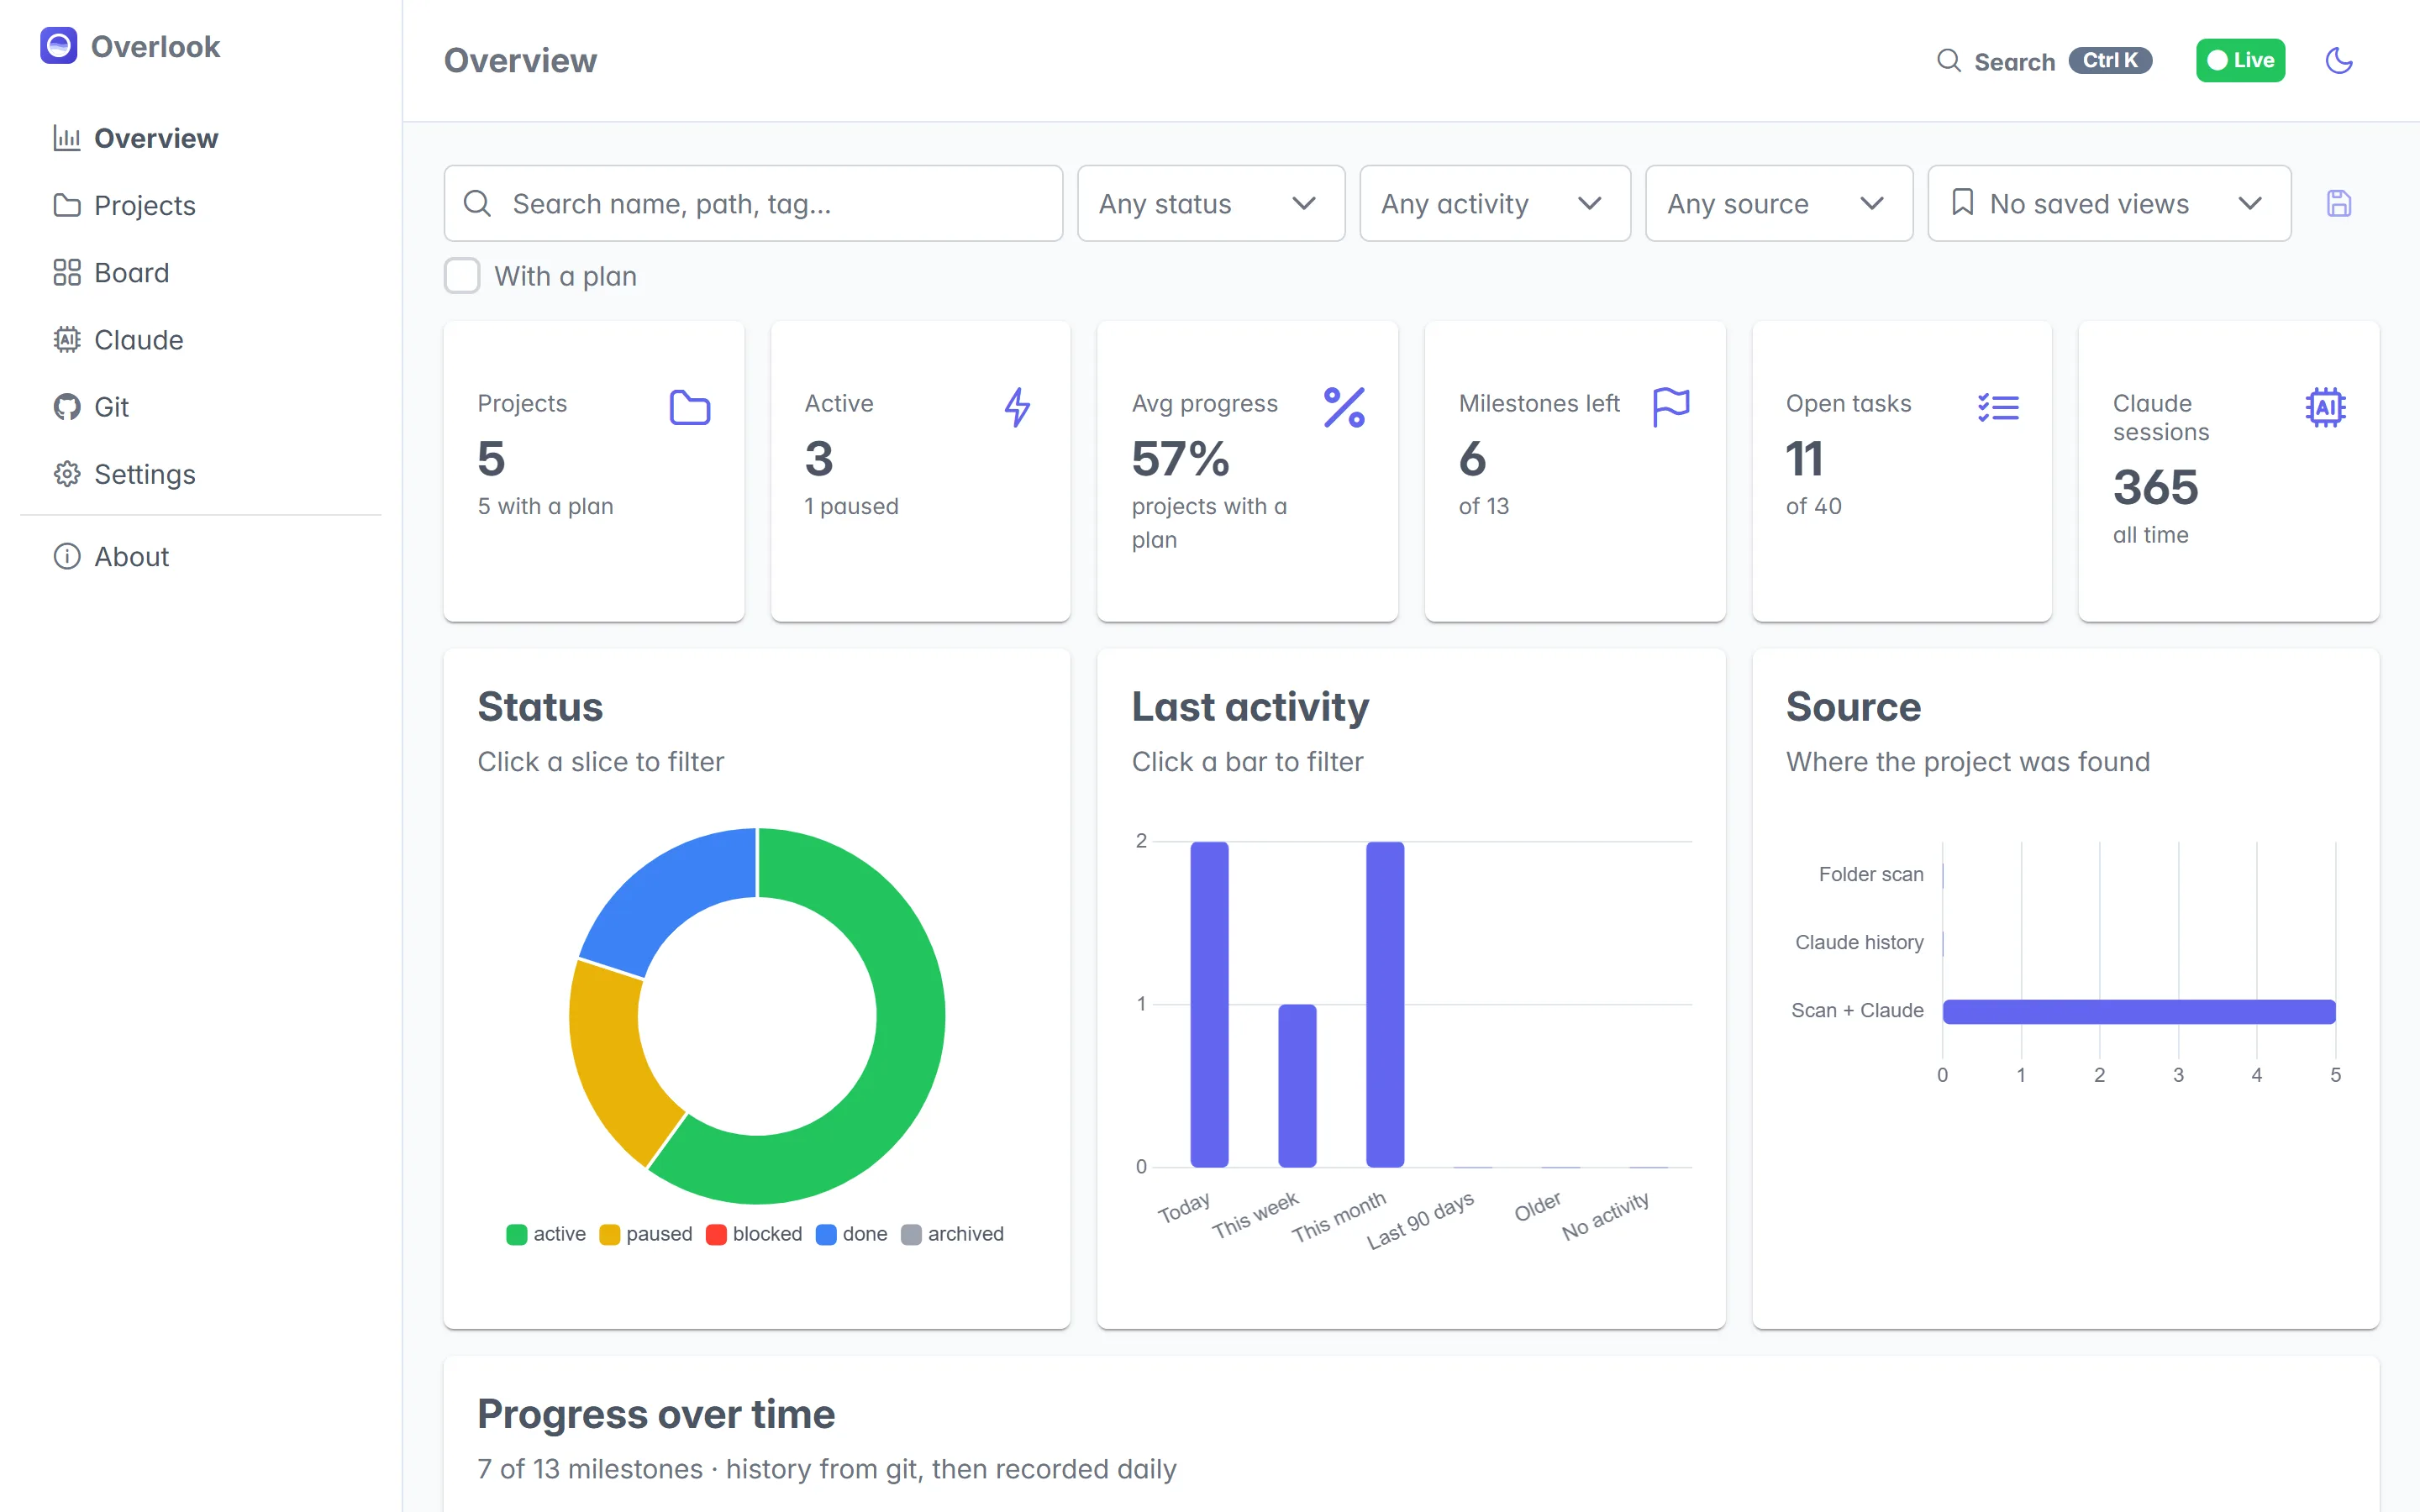 Overlook
Overview
Projects
Board
Claude
Git
Settings
About
Overview
Search Ctrl K
Live
Search name, path, tag...
Any status
Any activity
Any source
No saved views
With a plan
Projects
5
5 with a plan
Active
3
1 paused
Avg progress
57%
projects with a
plan
Milestones left
6
of 13
Open tasks
11
of 40
AI
Claude
sessions
365
all time
Status
Click a slice to filter
active paused blocked done archived
Last activity
Click a bar to filter
2
1
0
Today This week This month Last 90 days Older No activity
Source
Where the project was found
Folder scan
Claude history
Scan + Claude
0 1 2 3 4 5
Progress over time
7 of 13 milestones · history from git, then recorded daily